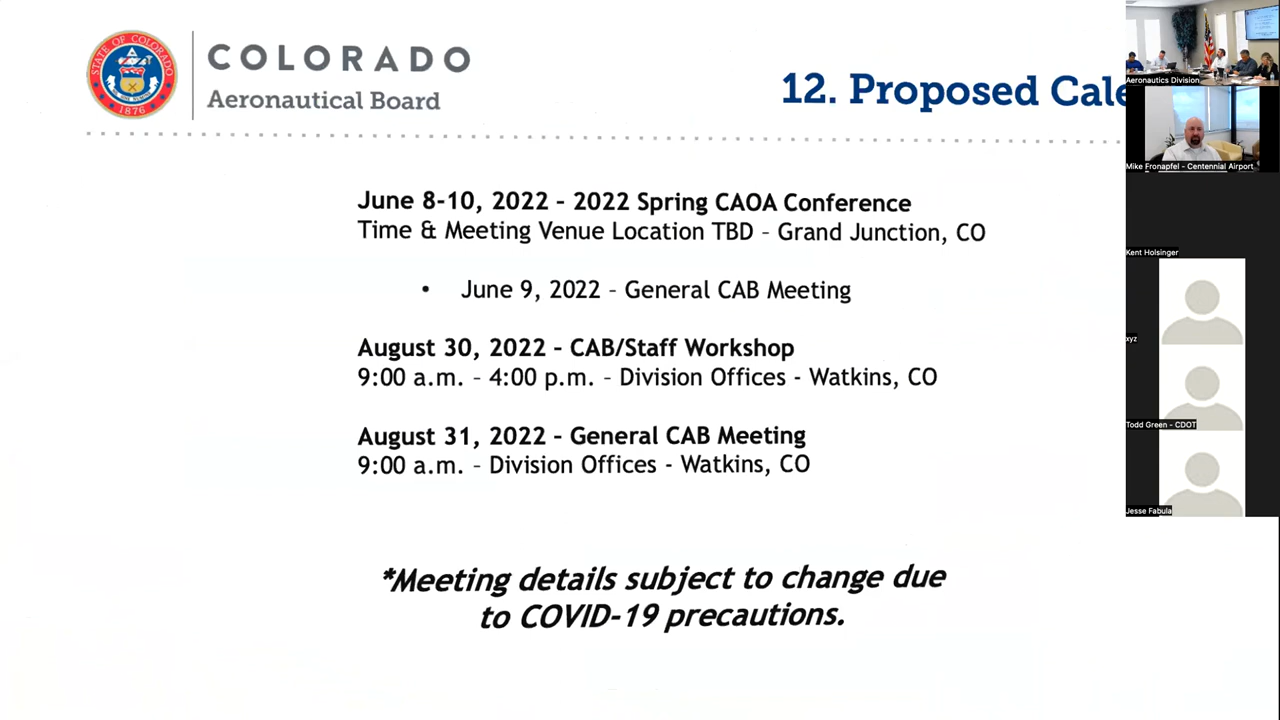 STATE OF COLORADO
1876
COLORADO
Aeronautical Board
12. Proposed Cale
June 8-10, 2022 – 2022 Spring CAOA Conference
Time & Meeting Venue Location TBD – Grand Junction, CO
• June 9, 2022 – General CAB Meeting
August 30, 2022 – CAB/Staff Workshop
9:00 a.m. – 4:00 p.m. – Division Offices - Watkins, CO
August 31, 2022 – General CAB Meeting
9:00 a.m. – Division Offices - Watkins, CO
*Meeting details subject to change due
to COVID-19 precautions.
Aeronautics Division
Mike Fronapfel - Centennial Airport
Kent Holsinger
xyz
Todd Green - CDOT
Jesse Fabula